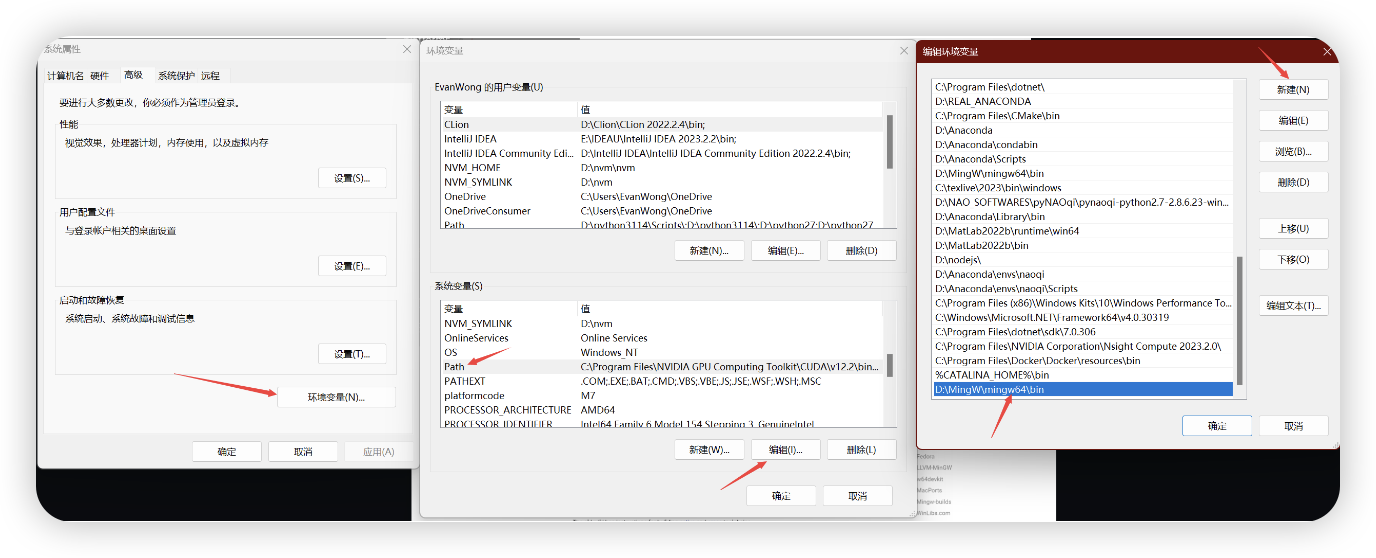 系统属性
计算机名 硬件 高级 系统保护 远程
要进行大多数更改，你必须作为管理员登录。
性能
视觉效果，处理器计划，内存使用，以及虚拟内存
设置(S)...
用户配置文件
与登录帐户相关的桌面设置
设置(E)...
启动和故障恢复
系统启动、系统故障和调试信息
设置(T)...
环境变量(N)...
确定 取消 应用(A)
环境变量
EvanWong 的用户变量(U)
变量 值
CLion D:\Clion\CLion 2022.2.4\bin;
IntelliJ IDEA E:\IDEAU\IntelliJ IDEA 2023.2.2\bin;
IntelliJ IDEA Community Edi... D:\IntelliJ IDEA\IntelliJ IDEA Community Edition 2022.2.4\bin;
NVM_HOME D:\nvm\nvm
NVM_SYMLINK D:\nvm
OneDrive C:\Users\EvanWong\OneDrive
OneDriveConsumer C:\Users\EvanWong\OneDrive
Path D:\python3114\Scripts\;D:\python3114\;D:\python27;D:\python27...
新建(N)... 编辑(E)... 删除(D)
系统变量(S)
变量 值
NVM_SYMLINK D:\nvm
OnlineServices Online Services
OS Windows_NT
Path C:\Program Files\NVIDIA GPU Computing Toolkit\CUDA\v12.2\bin...
PATHEXT .COM;.EXE;.BAT;.CMD;.VBS;.VBE;.JS;.JSE;.WSF;.WSH;.MSC
platformcode M7
PROCESSOR_ARCHITECTURE AMD64
PROCESSOR_IDENTIFIER Intel64 Family 6 Model 154 Stepping 3, GenuineIntel
新建(W)... 编辑(I)... 删除(L)
确定 取消
编辑环境变量
C:\Program Files\dotnet\
D:\REAL_ANACONDA
C:\Program Files\CMake\bin
D:\Anaconda
D:\Anaconda\condabin
D:\Anaconda\Scripts
D:\MingW\mingw64\bin
C:\texlive\2023\bin\windows
D:\NAO_SOFTWARES\pyNAOqi\pynaoqi-python2.7-2.8.6.23-win...
D:\Anaconda\Library\bin
D:\MatLab2022b\runtime\win64
D:\MatLab2022b\bin
D:\nodejs\
D:\Anaconda\envs\naoqi
D:\Anaconda\envs\naoqi\Scripts
C:\Program Files (x86)\Windows Kits\10\Windows Performance To...
C:\Windows\Microsoft.NET\Framework64\v4.0.30319
C:\Program Files\dotnet\sdk\7.0.306
C:\Program Files\NVIDIA Corporation\Nsight Compute 2023.2.0\
C:\Program Files\Docker\Docker\resources\bin
%CATALINA_HOME%\bin
D:\MingW\mingw64\bin
新建(N)
编辑(E)
浏览(B)...
删除(D)
上移(U)
下移(O)
编辑文本(T)...
确定 取消
Fedora
LLVM-MinGW
w64devkit
MacPorts
Mingw-builds
WinLibs.com